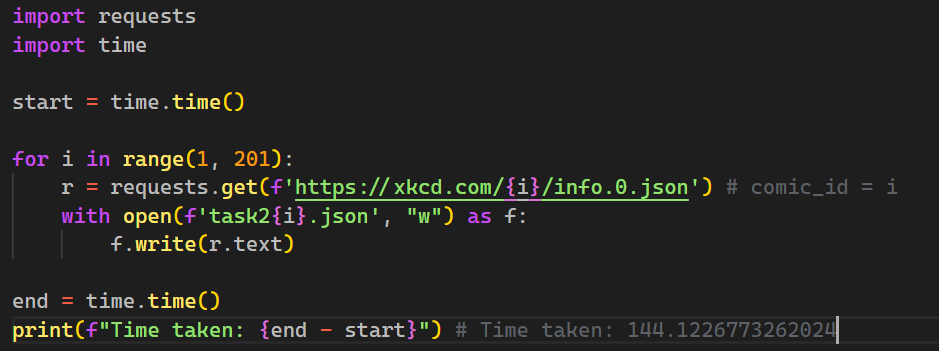 import requests
import time
start = time.time()
for i in range(1, 201):
r = requests.get(f'https://xkcd.com/{i}/info.0.json') # comic_id = i
with open(f'task2{i}.json', "w") as f:
f.write(r.text)
end = time.time()
print(f"Time taken: {end - start}") # Time taken: 144.1226773262024